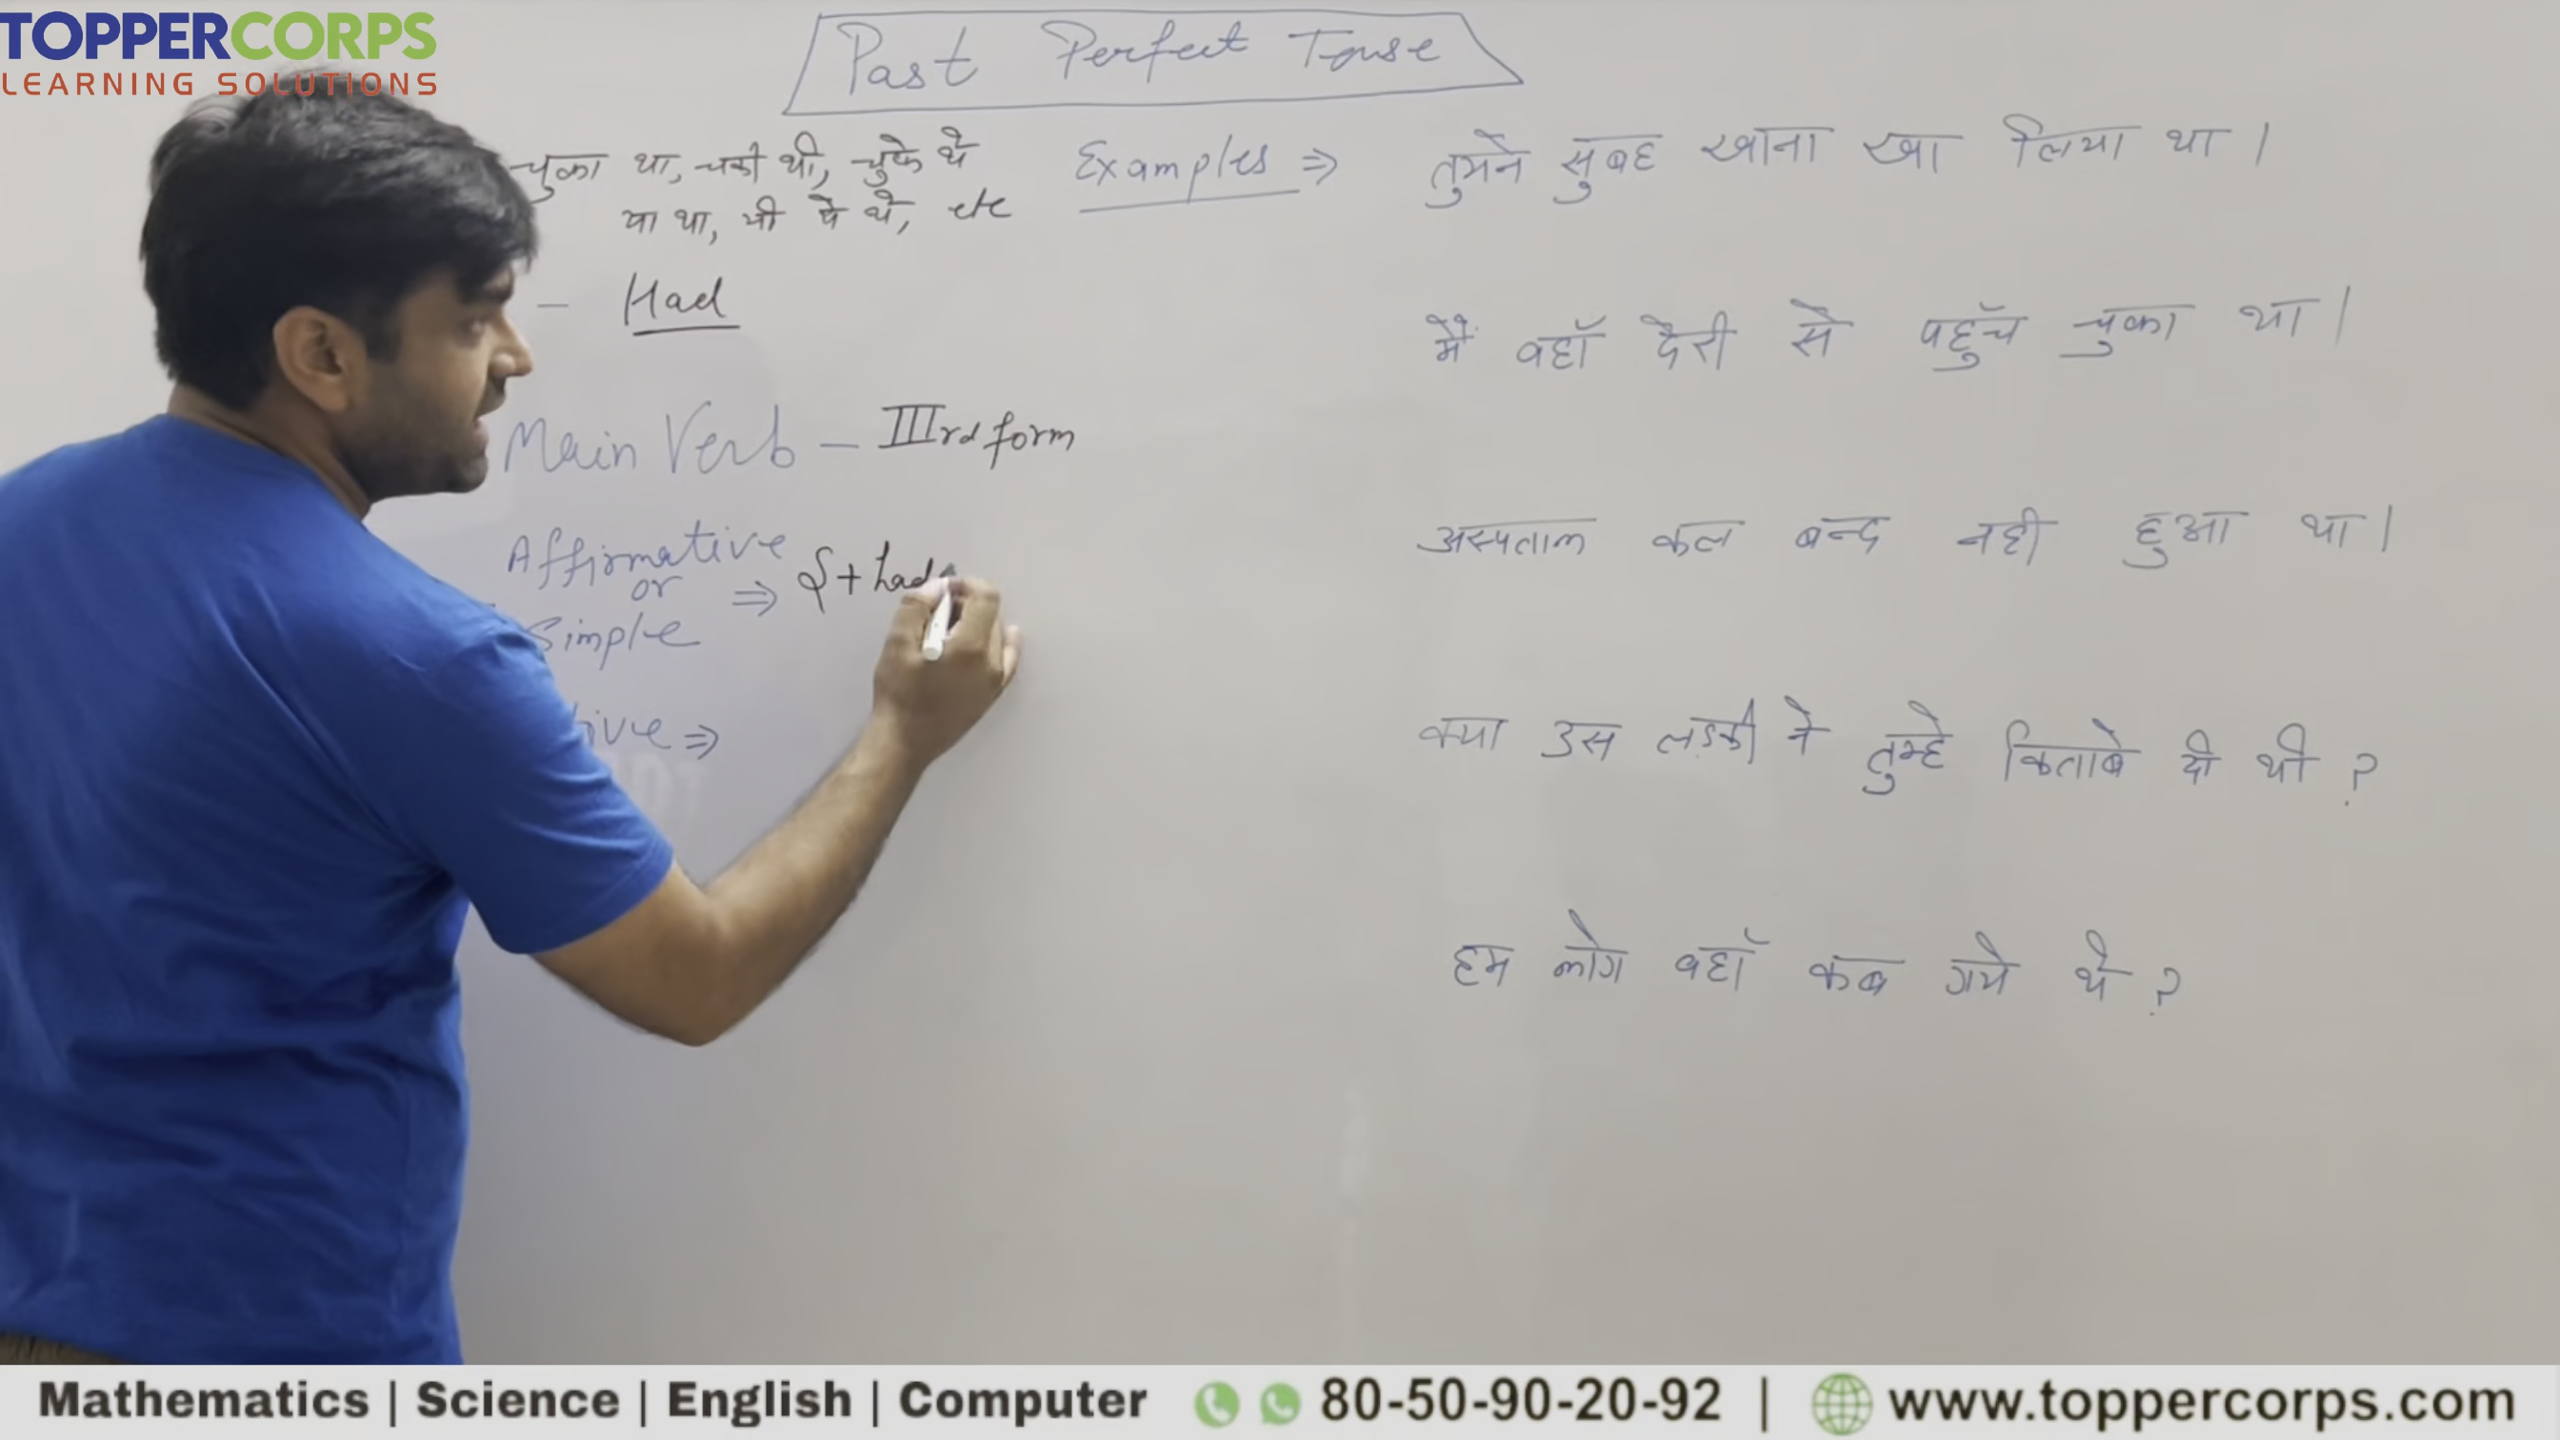 TOPPERCORPS
LEARNING SOLUTIONS
Past Perfect Tense
चुका था, चुकी थी, चुके थे
या था, यी थे, etc
- Had
Main Verb - IIIrd form
Affirmative
or ⇒ S + had
Simple
tive ⇒
Examples ⇒ तुमने सुबह खाना खा लिया था।
मैं वहाँ देरी से पहुँच चुका था।
अस्पताल कल बन्द नही हुआ था।
क्या उस लड़की ने तुम्हे किताबे दी थी ?
हम लोग वहाँ कब गये थे ?
Mathematics | Science | English | Computer 80-50-90-20-92 | www.toppercorps.com